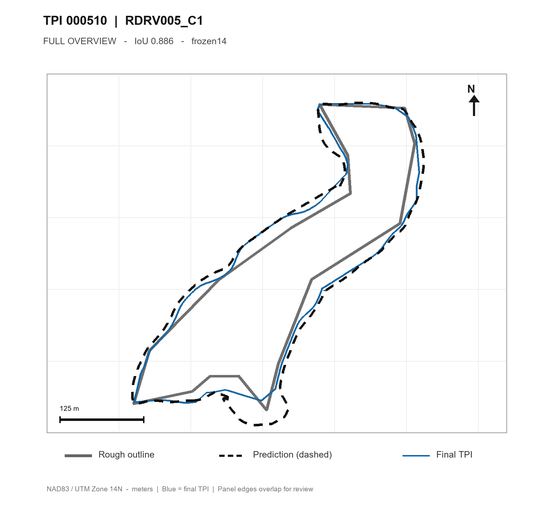 TPI 000510 | RDRV005_C1
FULL OVERVIEW - IoU 0.886 - frozen14
N
125 m
Rough outline
Prediction (dashed)
Final TPI
NAD83 / UTM Zone 14N - meters | Blue = final TPI | Panel edges overlap for review